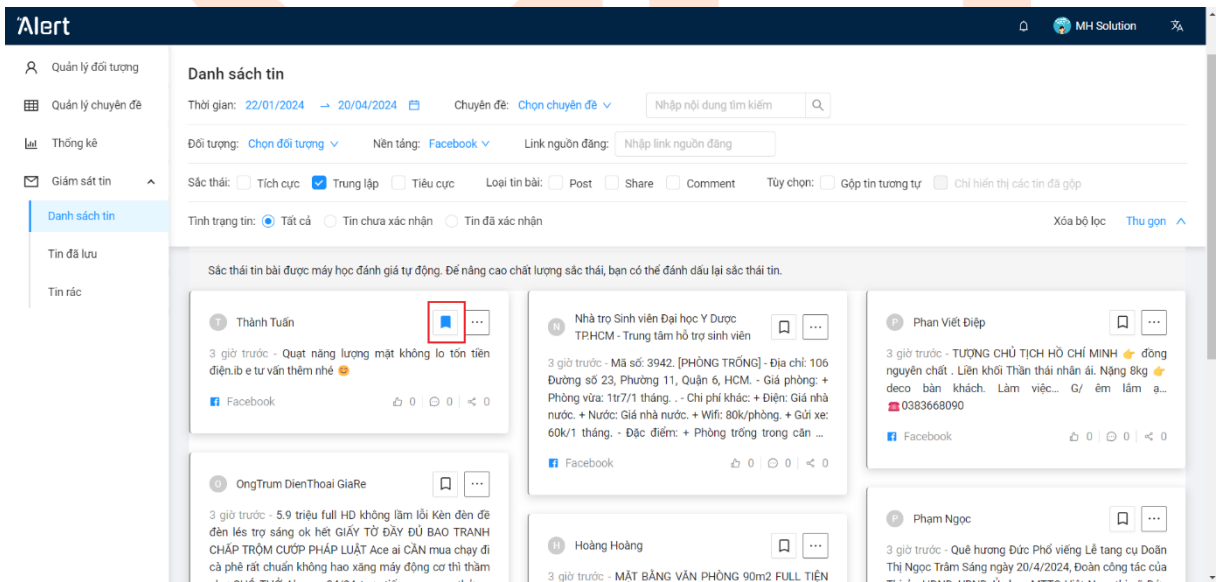 Alert
MH Solution
Quản lý đối tượng
Quản lý chuyên đề
Thống kê
Giám sát tin
Danh sách tin
Tin đã lưu
Tin rác
Danh sách tin
Thời gian: 22/01/2024 → 20/04/2024 Chuyên đề: Chọn chuyên đề Nhập nội dung tìm kiếm
Đối tượng: Chọn đối tượng Nền tảng: Facebook Link nguồn đăng: Nhập link nguồn đăng
Sắc thái: Tích cực Trung lập Tiêu cực Loại tin bài: Post Share Comment Tùy chọn: Gộp tin tương tự Chỉ hiển thị các tin đã gộp
Tình trạng tin: Tất cả Tin chưa xác nhận Tin đã xác nhận Xóa bộ lọc Thu gọn
Sắc thái tin bài được máy học đánh giá tự động. Để nâng cao chất lượng sắc thái, bạn có thể đánh dấu lại sắc thái tin.
T Thành Tuấn
3 giờ trước - Quạt năng lượng mặt không lo tốn tiền
điện.ib e tư vấn thêm nhé 😊
Facebook 0 0 0
O OngTrum DienThoai GiaRe
3 giờ trước - 5.9 triệu full HD không lầm lỗi Kèn đèn đề
đèn lés trợ sáng ok hết GIẤY TỜ ĐẦY ĐỦ BAO TRANH
CHẤP TRỘM CƯỚP PHÁP LUẬT Ace ai CẦN mua chạy đi
cà phê rất chuẩn không hao xăng máy động cơ thì thầm
N Nhà trọ Sinh viên Đại học Y Dược
TP.HCM - Trung tâm hỗ trợ sinh viên
3 giờ trước - Mã số: 3942. [PHÒNG TRỐNG] - Địa chỉ: 106
Đường số 23, Phường 11, Quận 6, HCM. - Giá phòng: +
Phòng vừa: 1tr7/1 tháng. . - Chi phí khác: + Điện: Giá nhà
nước. + Nước: Giá nhà nước. + Wifi: 80k/phòng. + Gửi xe:
60k/1 tháng. - Đặc điểm: + Phòng trống trong căn ...
Facebook 0 0 0
H Hoàng Hoàng
3 giờ trước - MẶT BẰNG VĂN PHÒNG 90m2 FULL TIỆN
P Phan Viết Điệp
3 giờ trước - TƯỢNG CHỦ TỊCH HỒ CHÍ MINH 👉 đồng
nguyên chất . Liền khối Thần thái nhân ái. Nặng 8kg 👉
deco bàn khách. Làm việc... G/ êm lắm ạ...
☎️0383668090
Facebook 0 0 0
P Phạm Ngọc
3 giờ trước - Quê hương Đức Phổ viếng Lễ tang cụ Doãn
Thị Ngọc Trâm Sáng ngày 20/4/2024, Đoàn công tác của